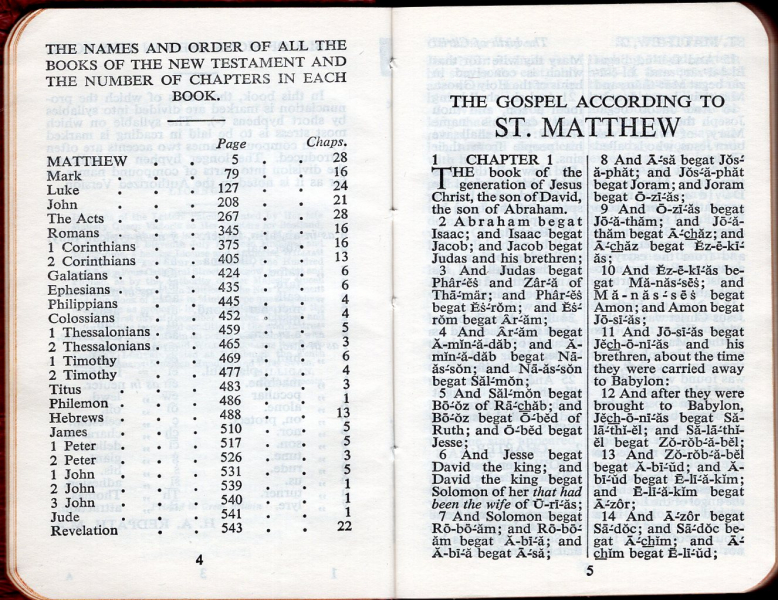 THE NAMES AND ORDER OF ALL THE
BOOKS OF THE NEW TESTAMENT AND
THE NUMBER OF CHAPTERS IN EACH
BOOK.
Page Chaps.
MATTHEW . . 5 . . 28
Mark . . . 79 . . 16
Luke . . . 127 . . 24
John . . . 208 . . 21
The Acts . . . 267 . . 28
Romans . . . 345 . . 16
1 Corinthians . . 375 . . 16
2 Corinthians . . 405 . . 13
Galatians . . . 424 . . 6
Ephesians . . . 435 . . 6
Philippians . . 445 . . 4
Colossians . . 452 . . 4
1 Thessalonians . . 459 . . 5
2 Thessalonians . . 465 . . 3
1 Timothy . . 469 . . 6
2 Timothy . . 477 . . 4
Titus . . . 483 . . 3
Philemon . . . 486 . . 1
Hebrews . . . 488 . . 13
James . . . 510 . . 5
1 Peter . . . 517 . . 5
2 Peter . . . 526 . . 3
1 John . . . 531 . . 5
2 John . . . 539 . . 1
3 John . . . 540 . . 1
Jude . . . 541 . . 1
Revelation . . 543 . . 22
4
THE GOSPEL ACCORDING TO
ST. MATTHEW
1 CHAPTER 1
THE book of the
generation of Jesus
Christ, the son of David,
the son of Abraham.
2 Abraham begat
Isaac; and Isaac begat
Jacob; and Jacob begat
Judas and his brethren;
3 And Judas begat
Phâr´-ĕṡ and Zâr´-ă of
Thā´-mär; and Phâr´-ĕṡ
begat Ĕṡ´-rŏm; and Ĕṡ´-
rŏm begat Âr´-ăm;
4 And Âr´-ăm begat
Ă-mĭn´-ă-dăb; and Ă-
mĭn´-ă-dăb begat Nā-
ăs´-sŏn; and Nā-ăs´-sŏn
begat Săl´-mŏn;
5 And Săl´-mŏn begat
Bō´-ŏz of Rā´-chăb; and
Bō´-ŏz begat Ō´-bĕd of
Ruth; and Ō´-bĕd begat
Jesse;
6 And Jesse begat
David the king; and
David the king begat
Solomon of her that had
been the wife of Ū-rī´-ăs;
7 And Solomon begat
Rō-bō´-ăm; and Rō-bō´-
ăm begat Ă-bī´-ă; and
Ă-bī´-ă begat Ā´-să;
8 And Ā´-să begat Jŏs´-
ă-phăt; and Jŏs´-ă-phăt
begat Joram; and Joram
begat Ō-zī´-ăs;
9 And Ō-zī´-ăs begat
Jō´-ă-thăm; and Jō´-ă-
thăm begat Ā´-chăz; and
Ā´-chăz begat Ĕz-ē-kī´-
ăs;
10 And Ĕz-ē-kī´-ăs be-
gat Mă-năs´-sĕṡ; and
Mă-năs´-sĕṡ begat
Amon; and Amon begat
Jō-sī´-ăs;
11 And Jō-sī´-ăs begat
Jĕch-ō-nī´-ăs and his
brethren, about the time
they were carried away
to Babylon:
12 And after they were
brought to Babylon,
Jĕch-ō-nī´-ăs begat Să-
lā´-thĭ-ĕl; and Să-lā´-thĭ-
ĕl begat Zō-rŏb´-ă-bĕl;
13 And Zō-rŏb´-ă-bĕl
begat Ă-bī´-ŭd; and Ă-
bī´-ŭd begat Ē-lī´-ă-kĭm;
and Ē-lī´-ă-kĭm begat
Ā´-zôr;
14 And Ā´-zôr begat
Sā´-dŏc; and Sā´-dŏc be-
gat Ā´-chĭm; and Ā´-
chĭm begat Ē-lī´-ŭd;
5